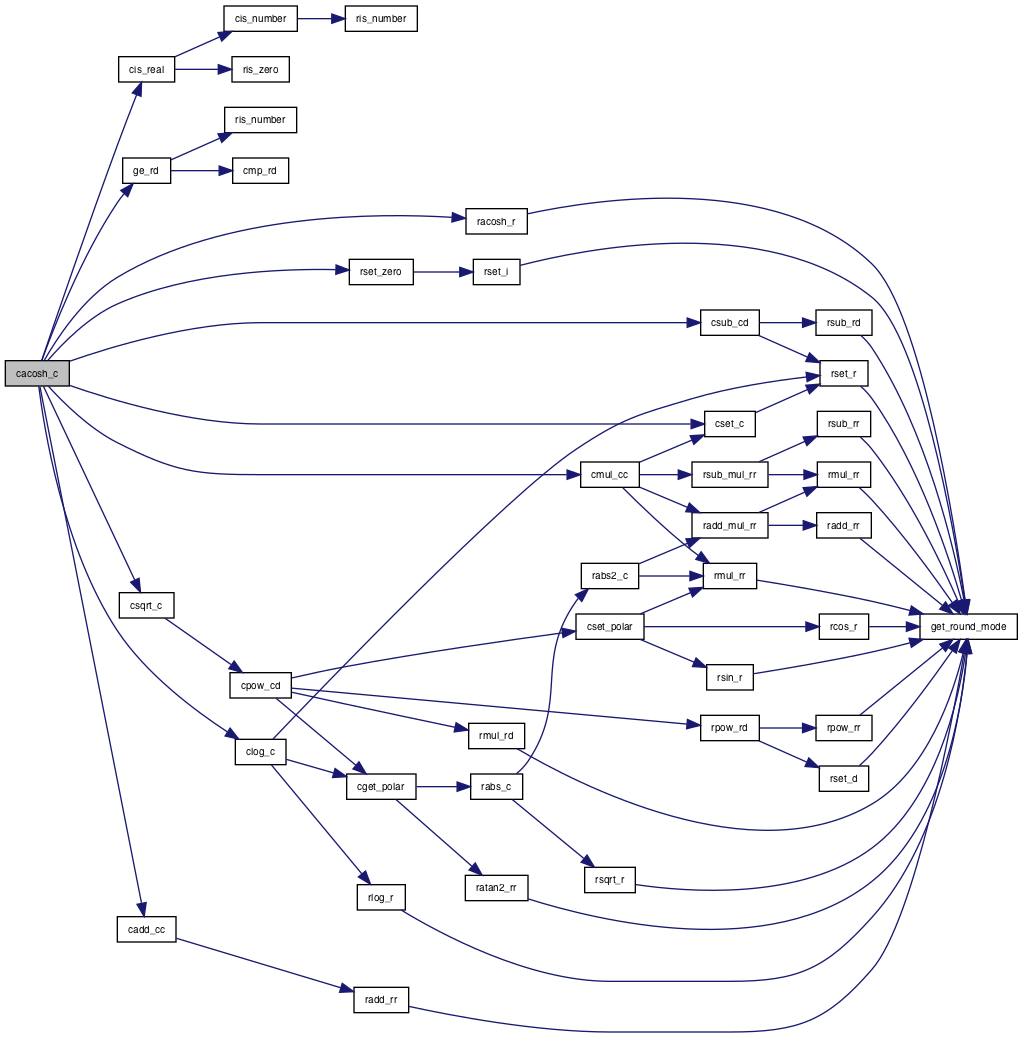 cis_number
ris_number
cis_real
ris_zero
ris_number
ge_rd
cmp_rd
racosh_r
rset_zero
rset_i
csub_cd
rsub_rd
cacosh_c
rset_r
cset_c
rsub_rr
cmul_cc
rsub_mul_rr
rmul_rr
radd_mul_rr
radd_rr
rabs2_c
rmul_rr
csqrt_c
cset_polar
rcos_r
get_round_mode
rsin_r
cpow_cd
rmul_rd
rpow_rd
rpow_rr
clog_c
rset_d
cget_polar
rabs_c
rsqrt_r
ratan2_rr
rlog_r
cadd_cc
radd_rr